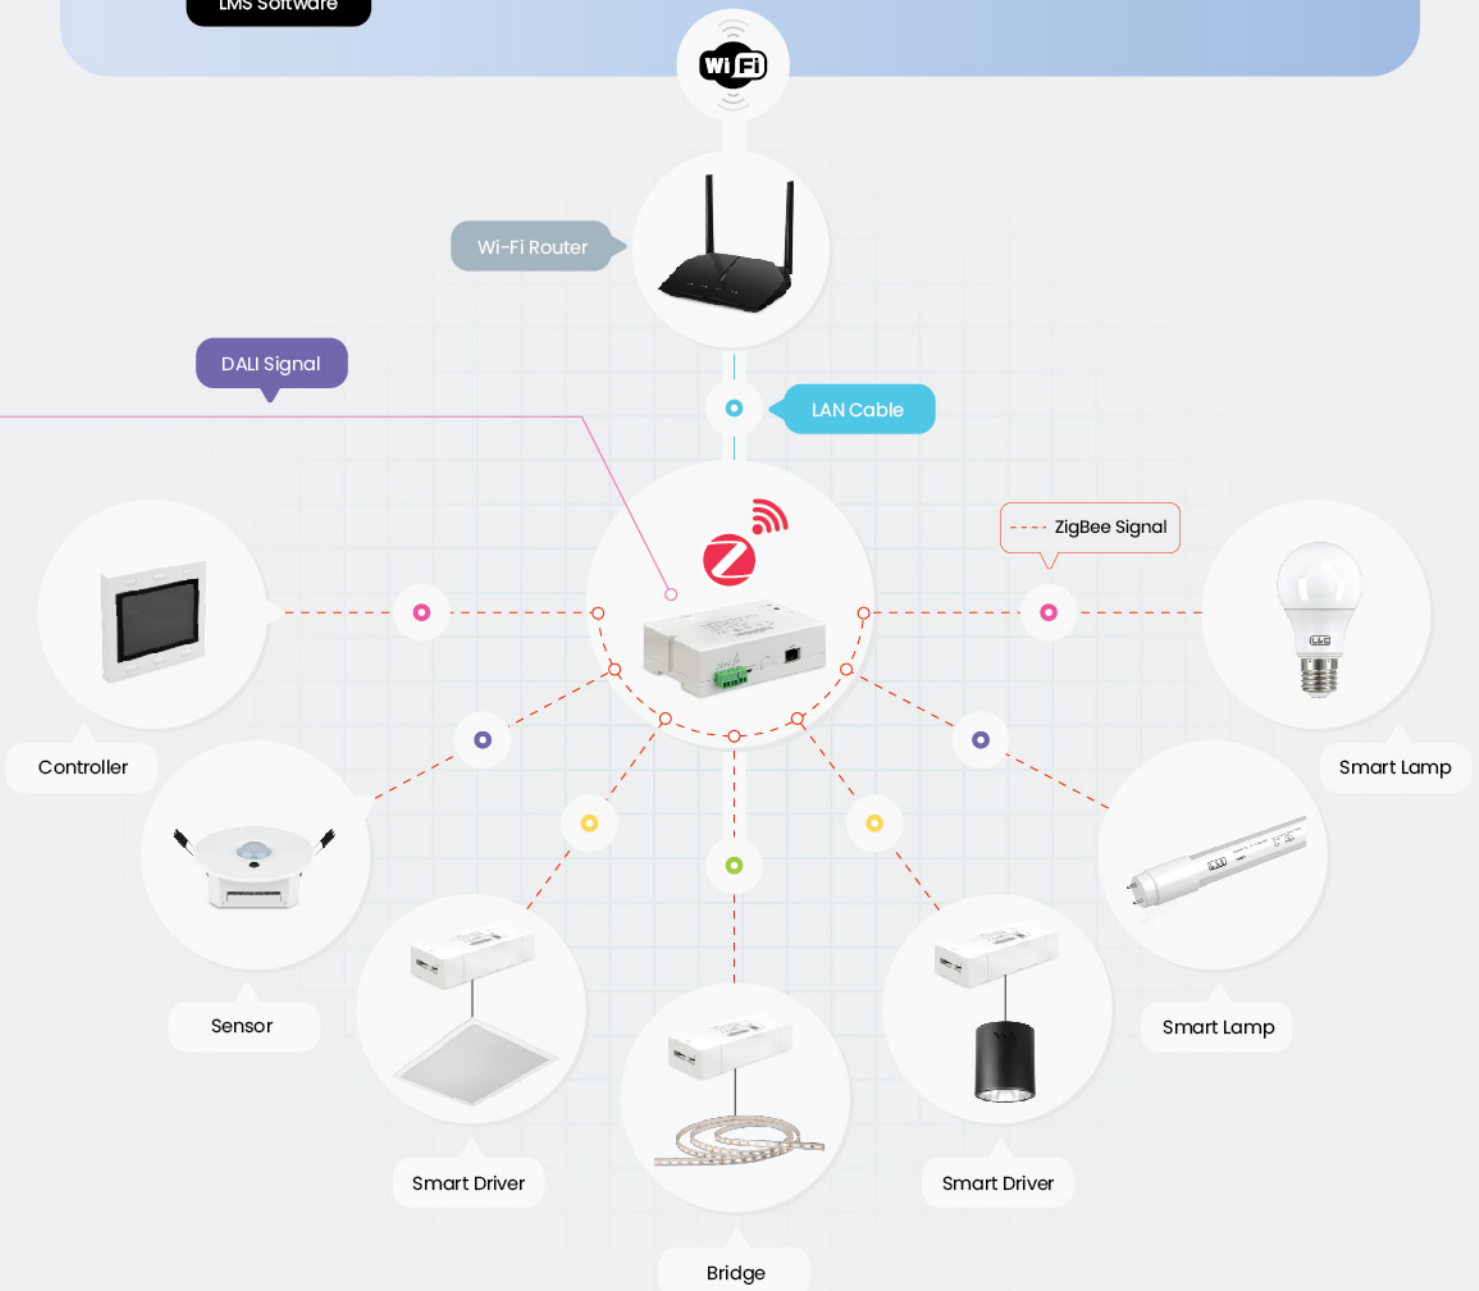 LMS Software
Wi Fi
Wi-Fi Router
DALI Signal
LAN Cable
ZigBee Signal
Controller
Smart Lamp
Sensor
Smart Lamp
Smart Driver
Smart Driver
Bridge